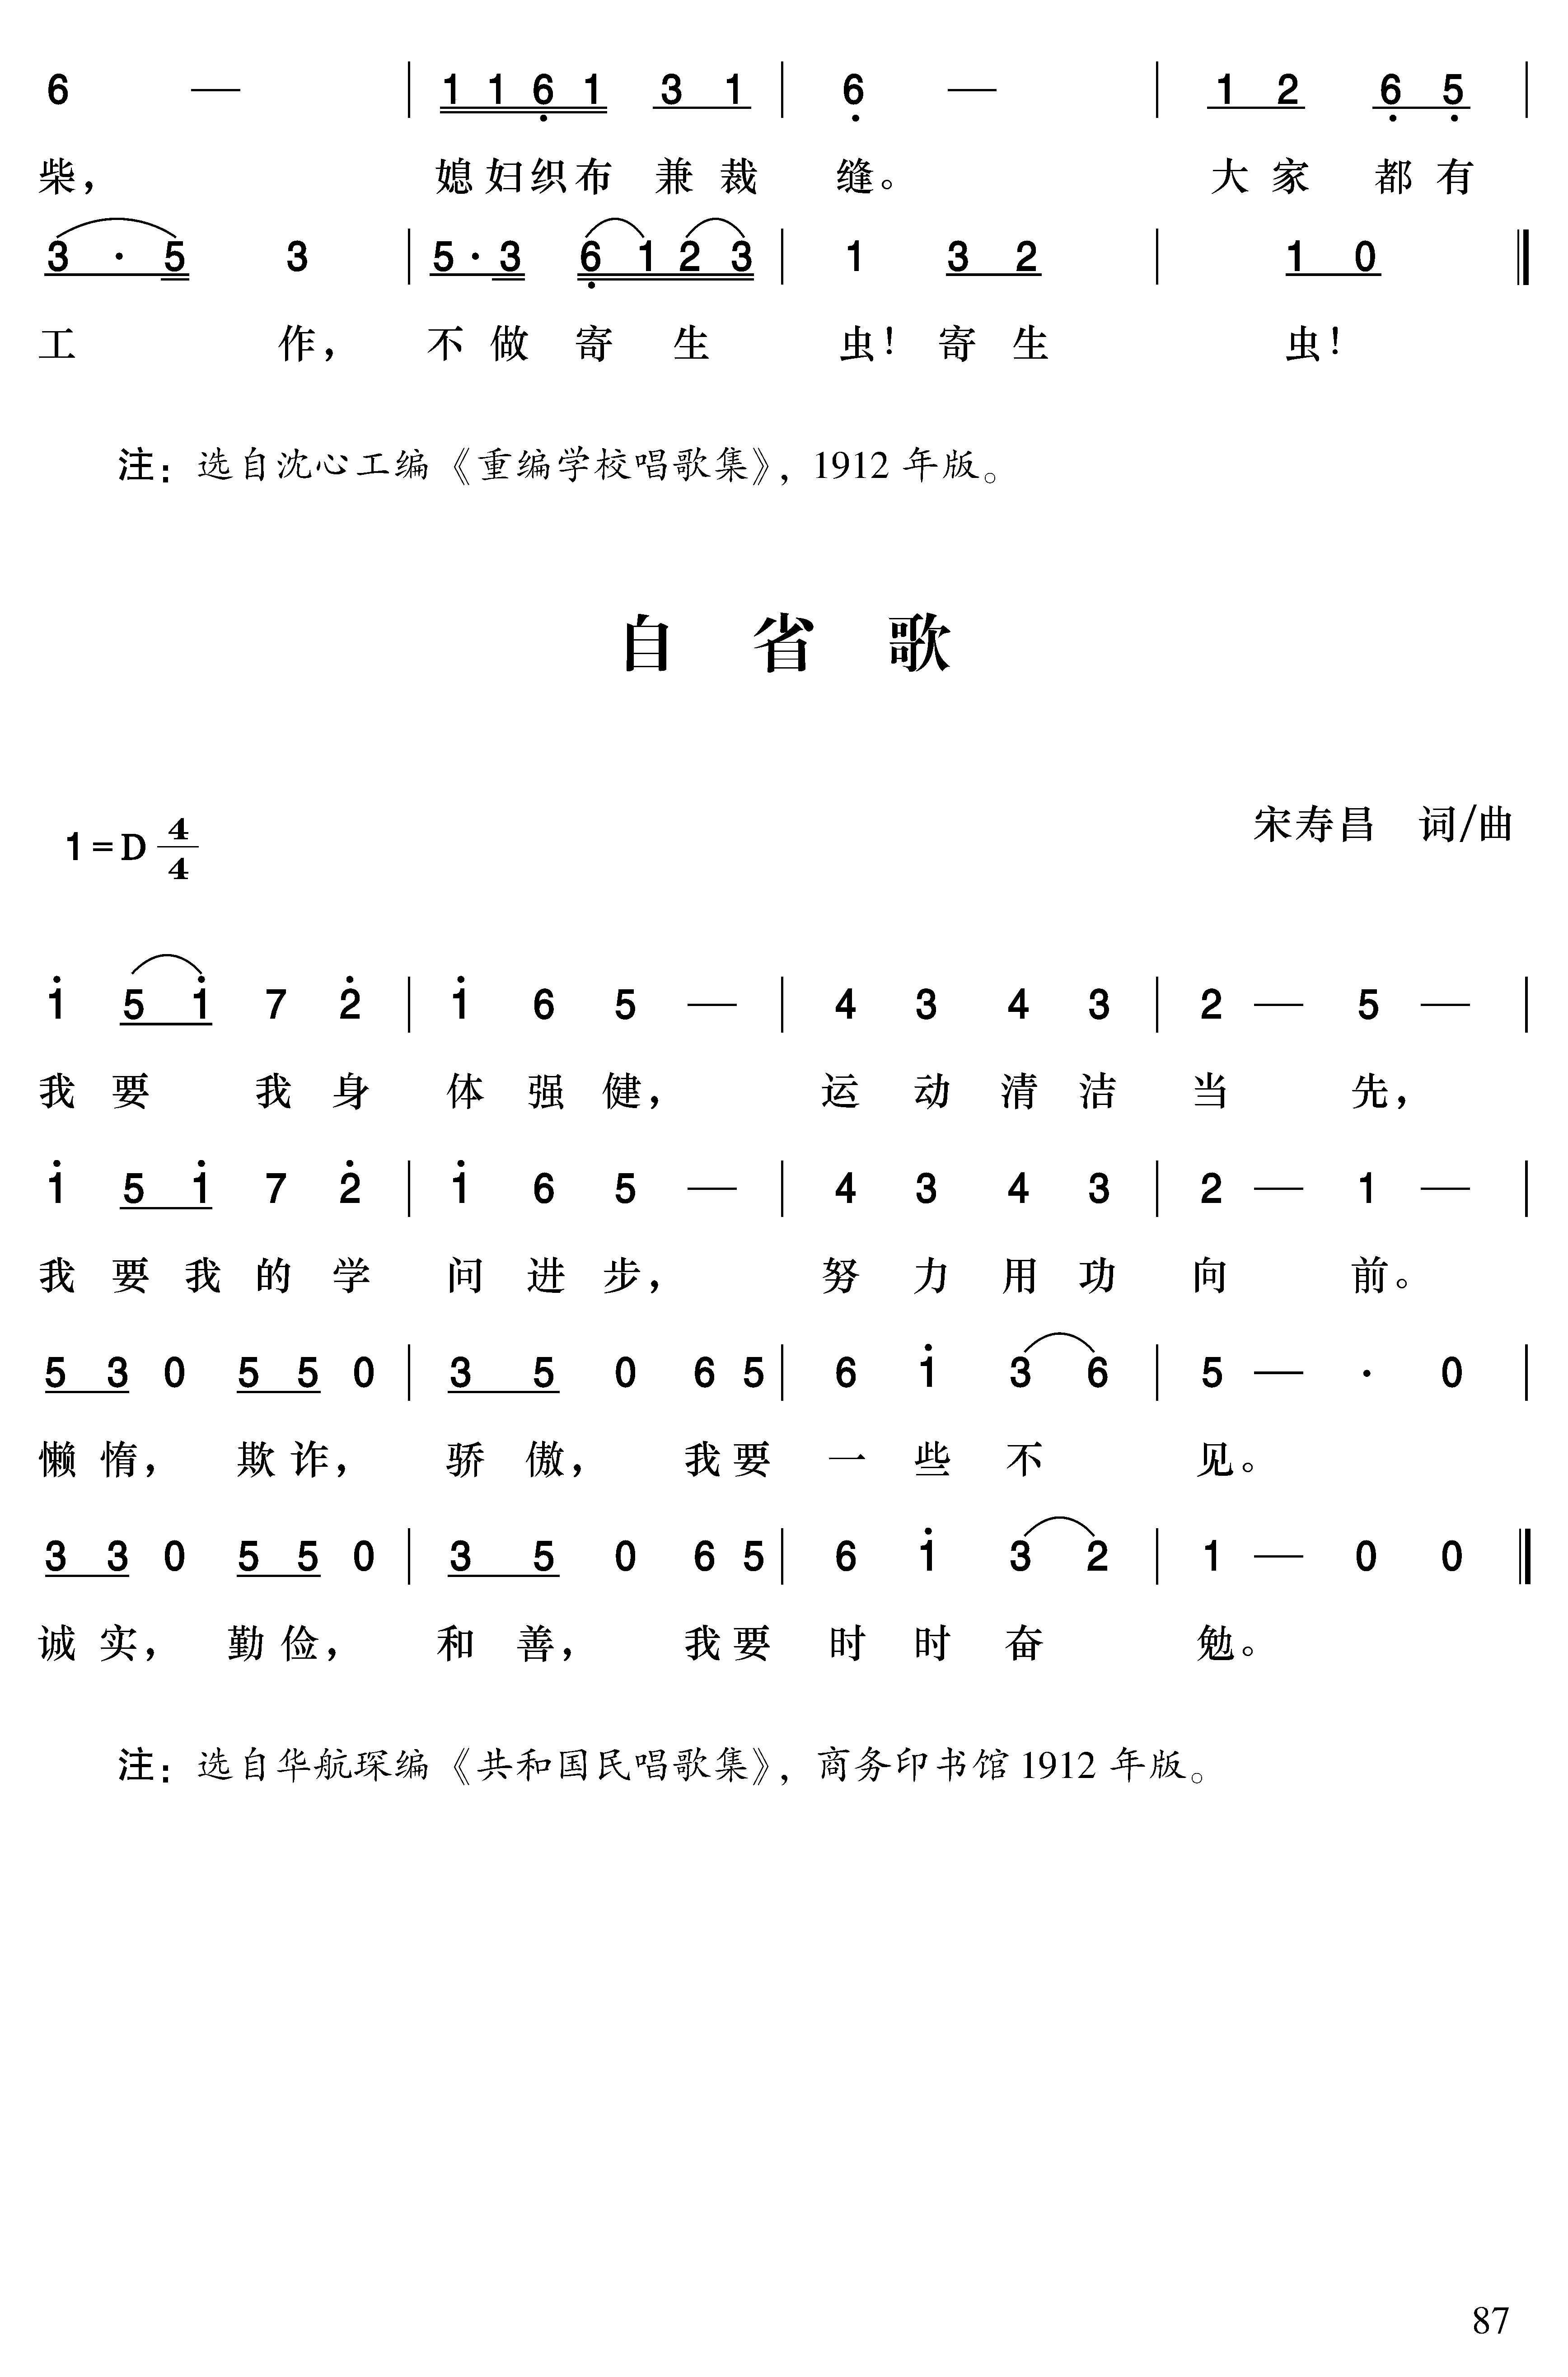 6 — | 1 1 6̣ 1 3 1 | 6̣ — | 1 2 6̣ 5̣ |
柴， 媳妇织布 兼裁 缝。 大家 都有
3 · 5 3 | 5 · 3 6̣ 1 2 3 | 1 3 2 | 1 0 ‖
工 作， 不做寄生 虫！寄生 虫！
注：选自沈心工编《重编学校唱歌集》，1912 年版。
自 省 歌
宋寿昌 词/曲
1=D 4/4
1̇ 5 1̇ 7 2̇ | 1̇ 6 5 — | 4 3 4 3 | 2 — 5 — |
我要 我身 体强健， 运动清洁 当 先，
1̇ 5 1̇ 7 2̇ | 1̇ 6 5 — | 4 3 4 3 | 2 — 1 — |
我要我的学 问进步， 努力用功 向 前。
5 3 0 5 5 0 | 3 5 0 6 5 | 6 1̇ 3 6 | 5 — · 0 |
懒惰， 欺诈， 骄傲， 我要 一些不 见。
3 3 0 5 5 0 | 3 5 0 6 5 | 6 1̇ 3 2 | 1 — 0 0 ‖
诚实， 勤俭， 和善， 我要 时时奋 勉。
注：选自华航琛编《共和国民唱歌集》，商务印书馆 1912 年版。
87